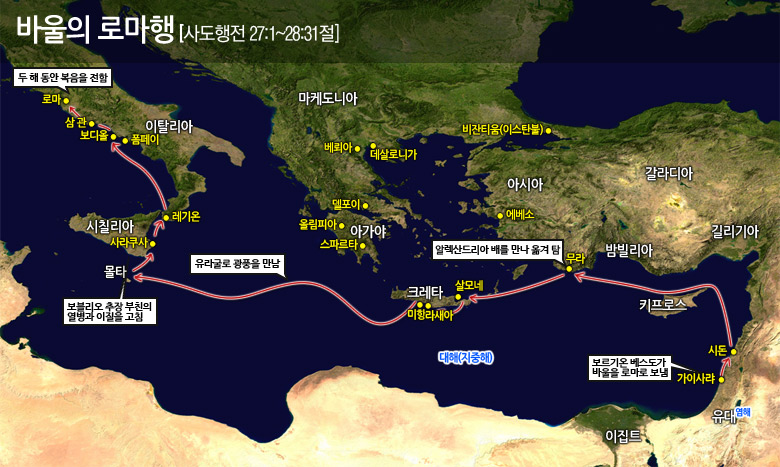 바울의 로마행 [사도행전 27:1~28:31절]
두 해 동안 복음을 전함
로마
삼 관
보디올
폼페이
이탈리아
마케도니아
비잔티움(이스탄불)
베뢰아
데살로니가
갈라디아
아시아
델포이
에베소
올림피아
아가야
스파르타
레기온
시칠리아
시라쿠사
몰타
유라굴로 광풍을 만남
알렉산드리아 배를 만나 옮겨 탐
무라
밤빌리아
길리기아
보블리오 추장 부친의
열병과 이질을 고침
크레타
살모네
미항라새아
키프로스
대해(지중해)
시돈
보르기온 베스도가
바울을 로마로 보냄
가이사랴
유대
염해
이집트